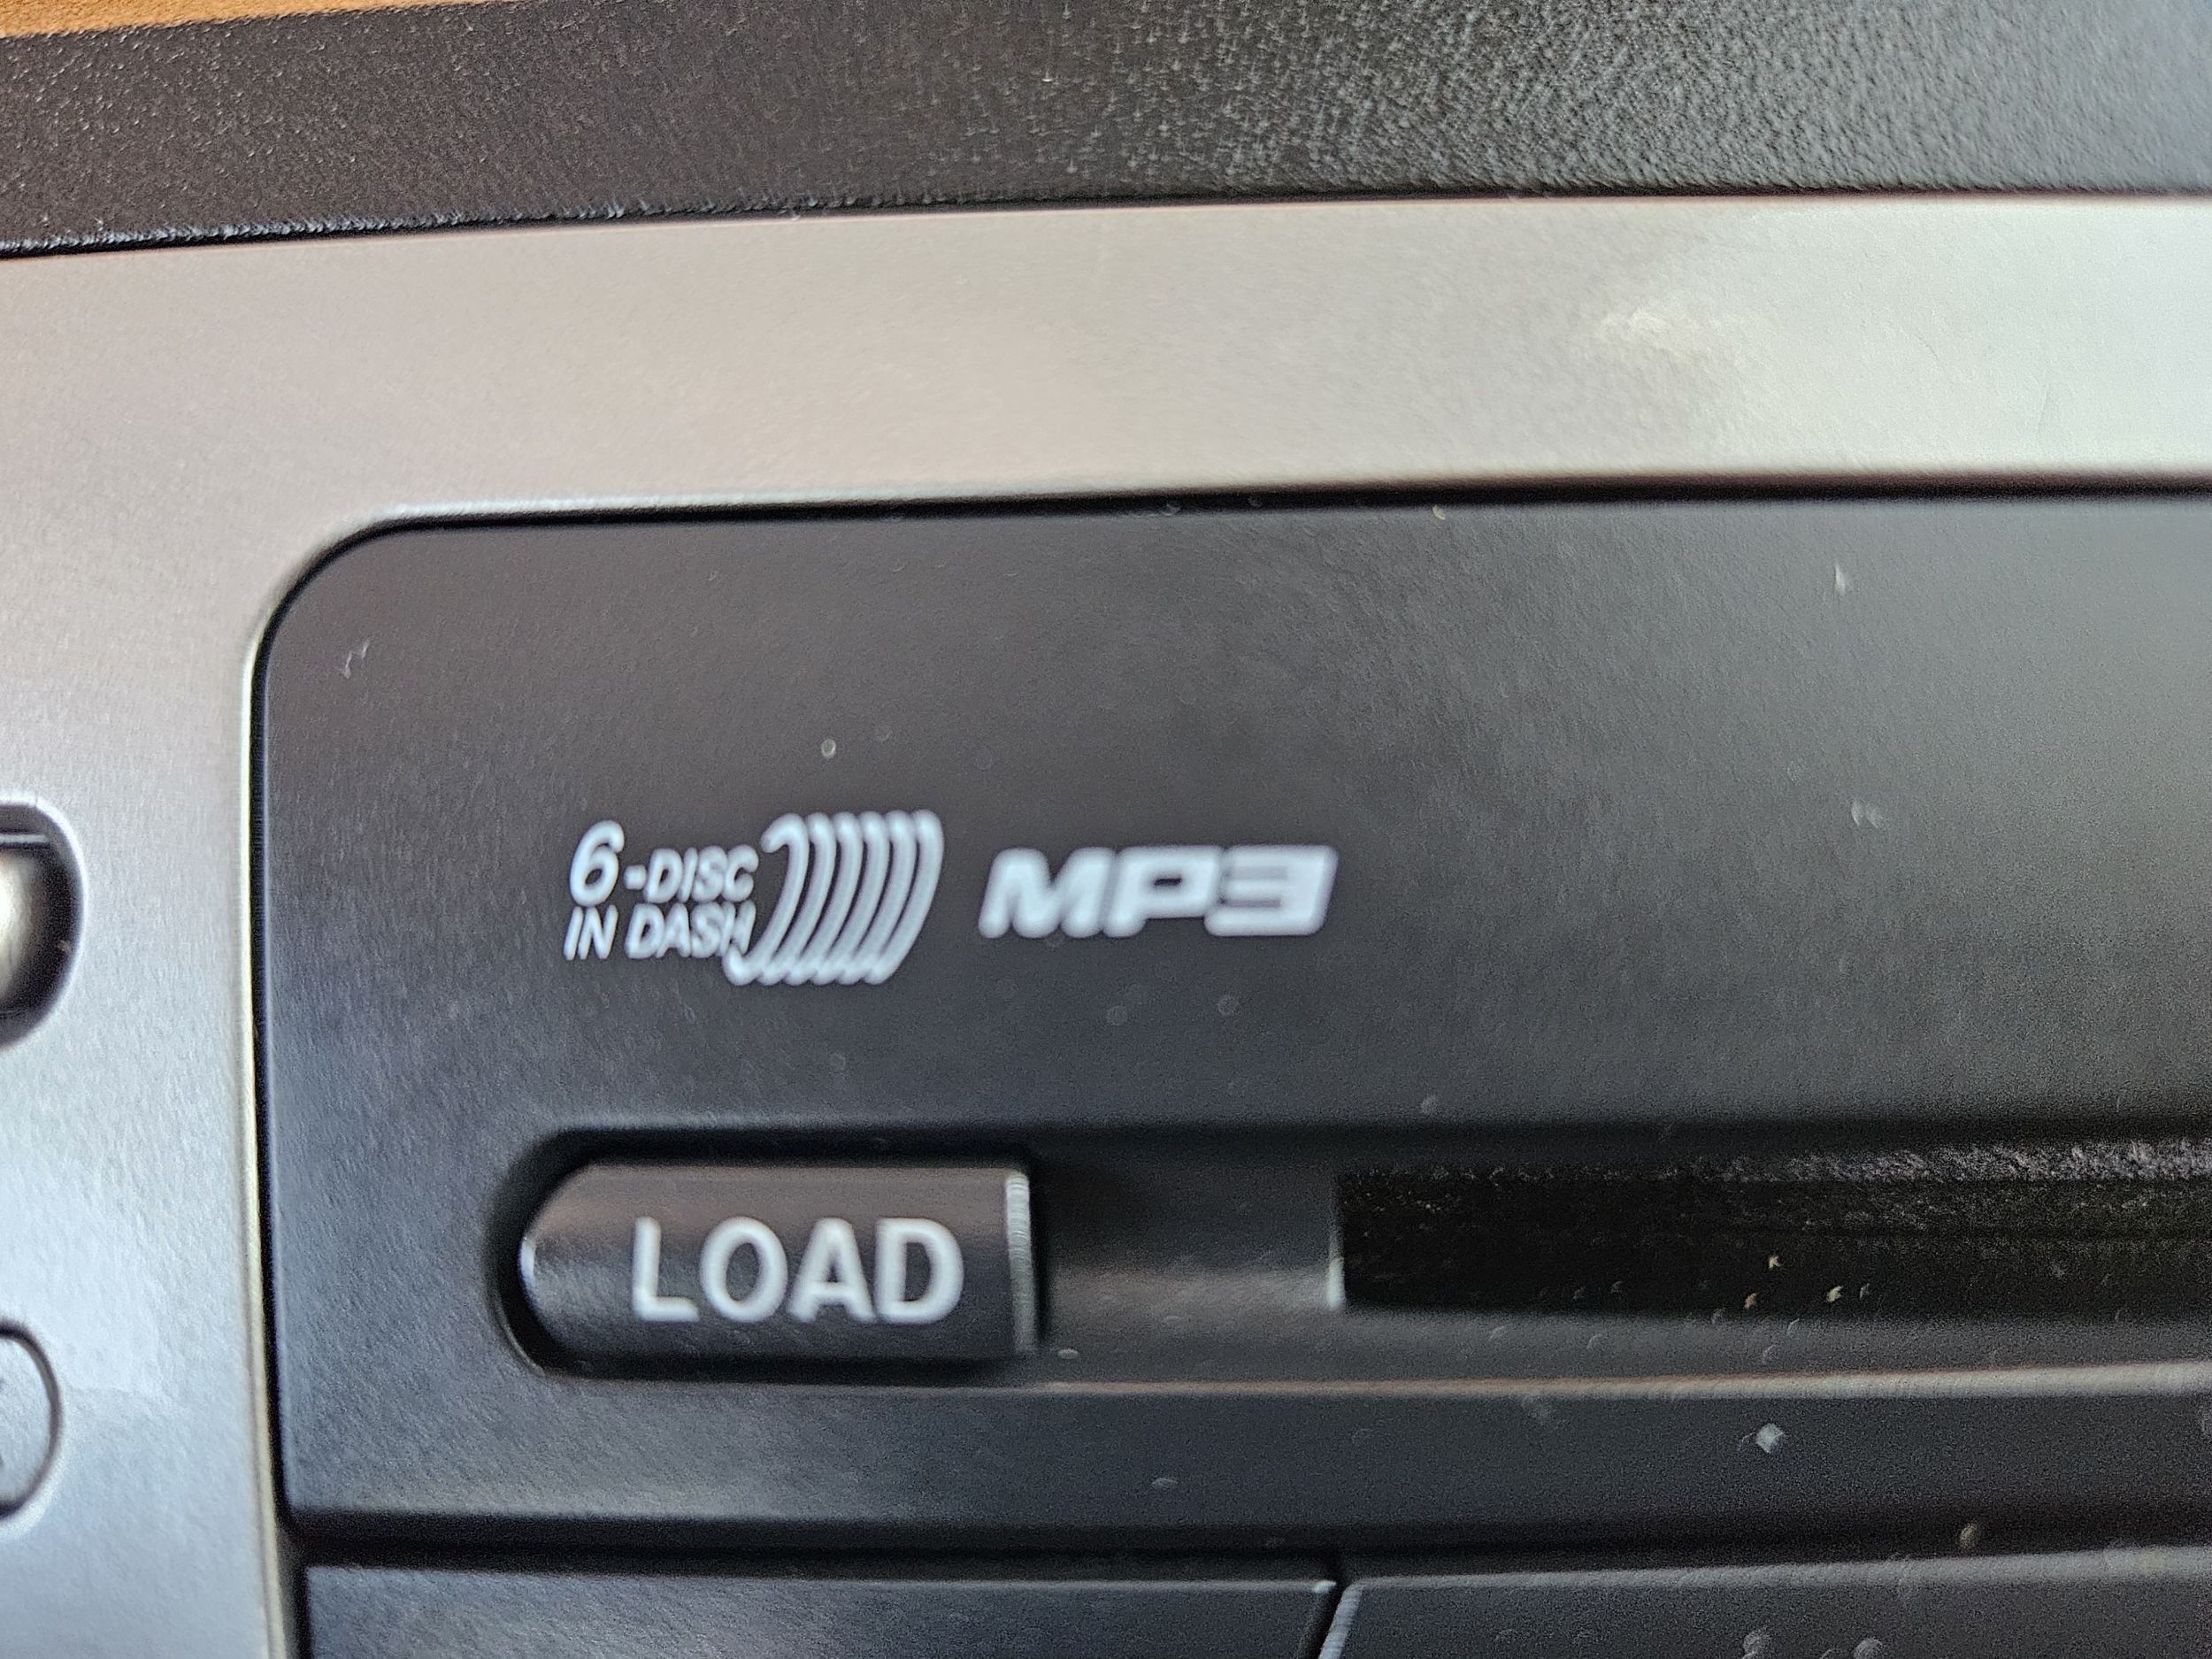 6-DISC
IN DASH
MP3
LOAD